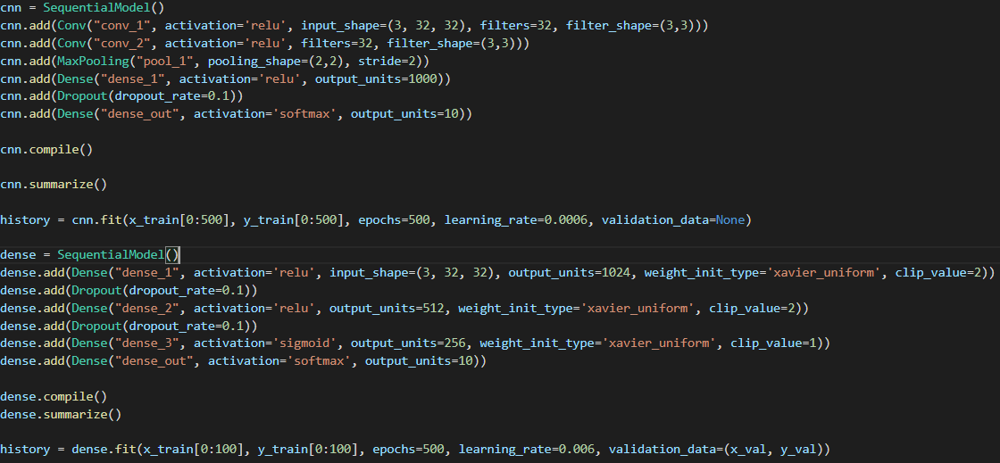 cnn = SequentialModel()
cnn.add(Conv("conv_1", activation='relu', input_shape=(3, 32, 32), filters=32, filter_shape=(3,3)))
cnn.add(Conv("conv_2", activation='relu', filters=32, filter_shape=(3,3)))
cnn.add(MaxPooling("pool_1", pooling_shape=(2,2), stride=2))
cnn.add(Dense("dense_1", activation='relu', output_units=1000))
cnn.add(Dropout(dropout_rate=0.1))
cnn.add(Dense("dense_out", activation='softmax', output_units=10))
cnn.compile()
cnn.summarize()
history = cnn.fit(x_train[0:500], y_train[0:500], epochs=500, learning_rate=0.0006, validation_data=None)
dense = SequentialModel()
dense.add(Dense("dense_1", activation='relu', input_shape=(3, 32, 32), output_units=1024, weight_init_type='xavier_uniform', clip_value=2))
dense.add(Dropout(dropout_rate=0.1))
dense.add(Dense("dense_2", activation='relu', output_units=512, weight_init_type='xavier_uniform', clip_value=2))
dense.add(Dropout(dropout_rate=0.1))
dense.add(Dense("dense_3", activation='sigmoid', output_units=256, weight_init_type='xavier_uniform', clip_value=1))
dense.add(Dense("dense_out", activation='softmax', output_units=10))
dense.compile()
dense.summarize()
history = dense.fit(x_train[0:100], y_train[0:100], epochs=500, learning_rate=0.006, validation_data=(x_val, y_val))